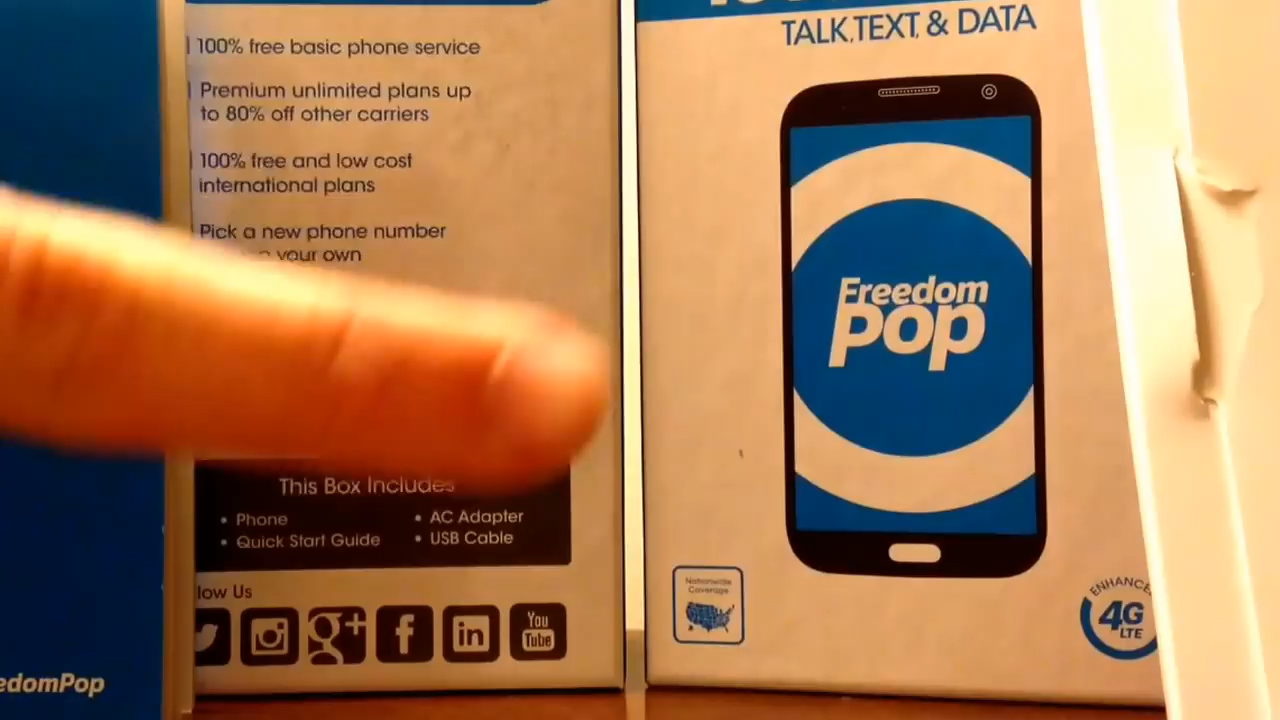 100% free basic phone service
Premium unlimited plans up
to 80% off other carriers
100% free and low cost
international plans
Pick a new phone number
your own
This Box Includes
• Phone
• Quick Start Guide
• AC Adapter
• USB Cable
low Us
g+
f
in
You
Tube
edomPop
TALK, TEXT, & DATA
Freedom
pop
Nationwide
Coverage
ENHANCE
4G
LTE